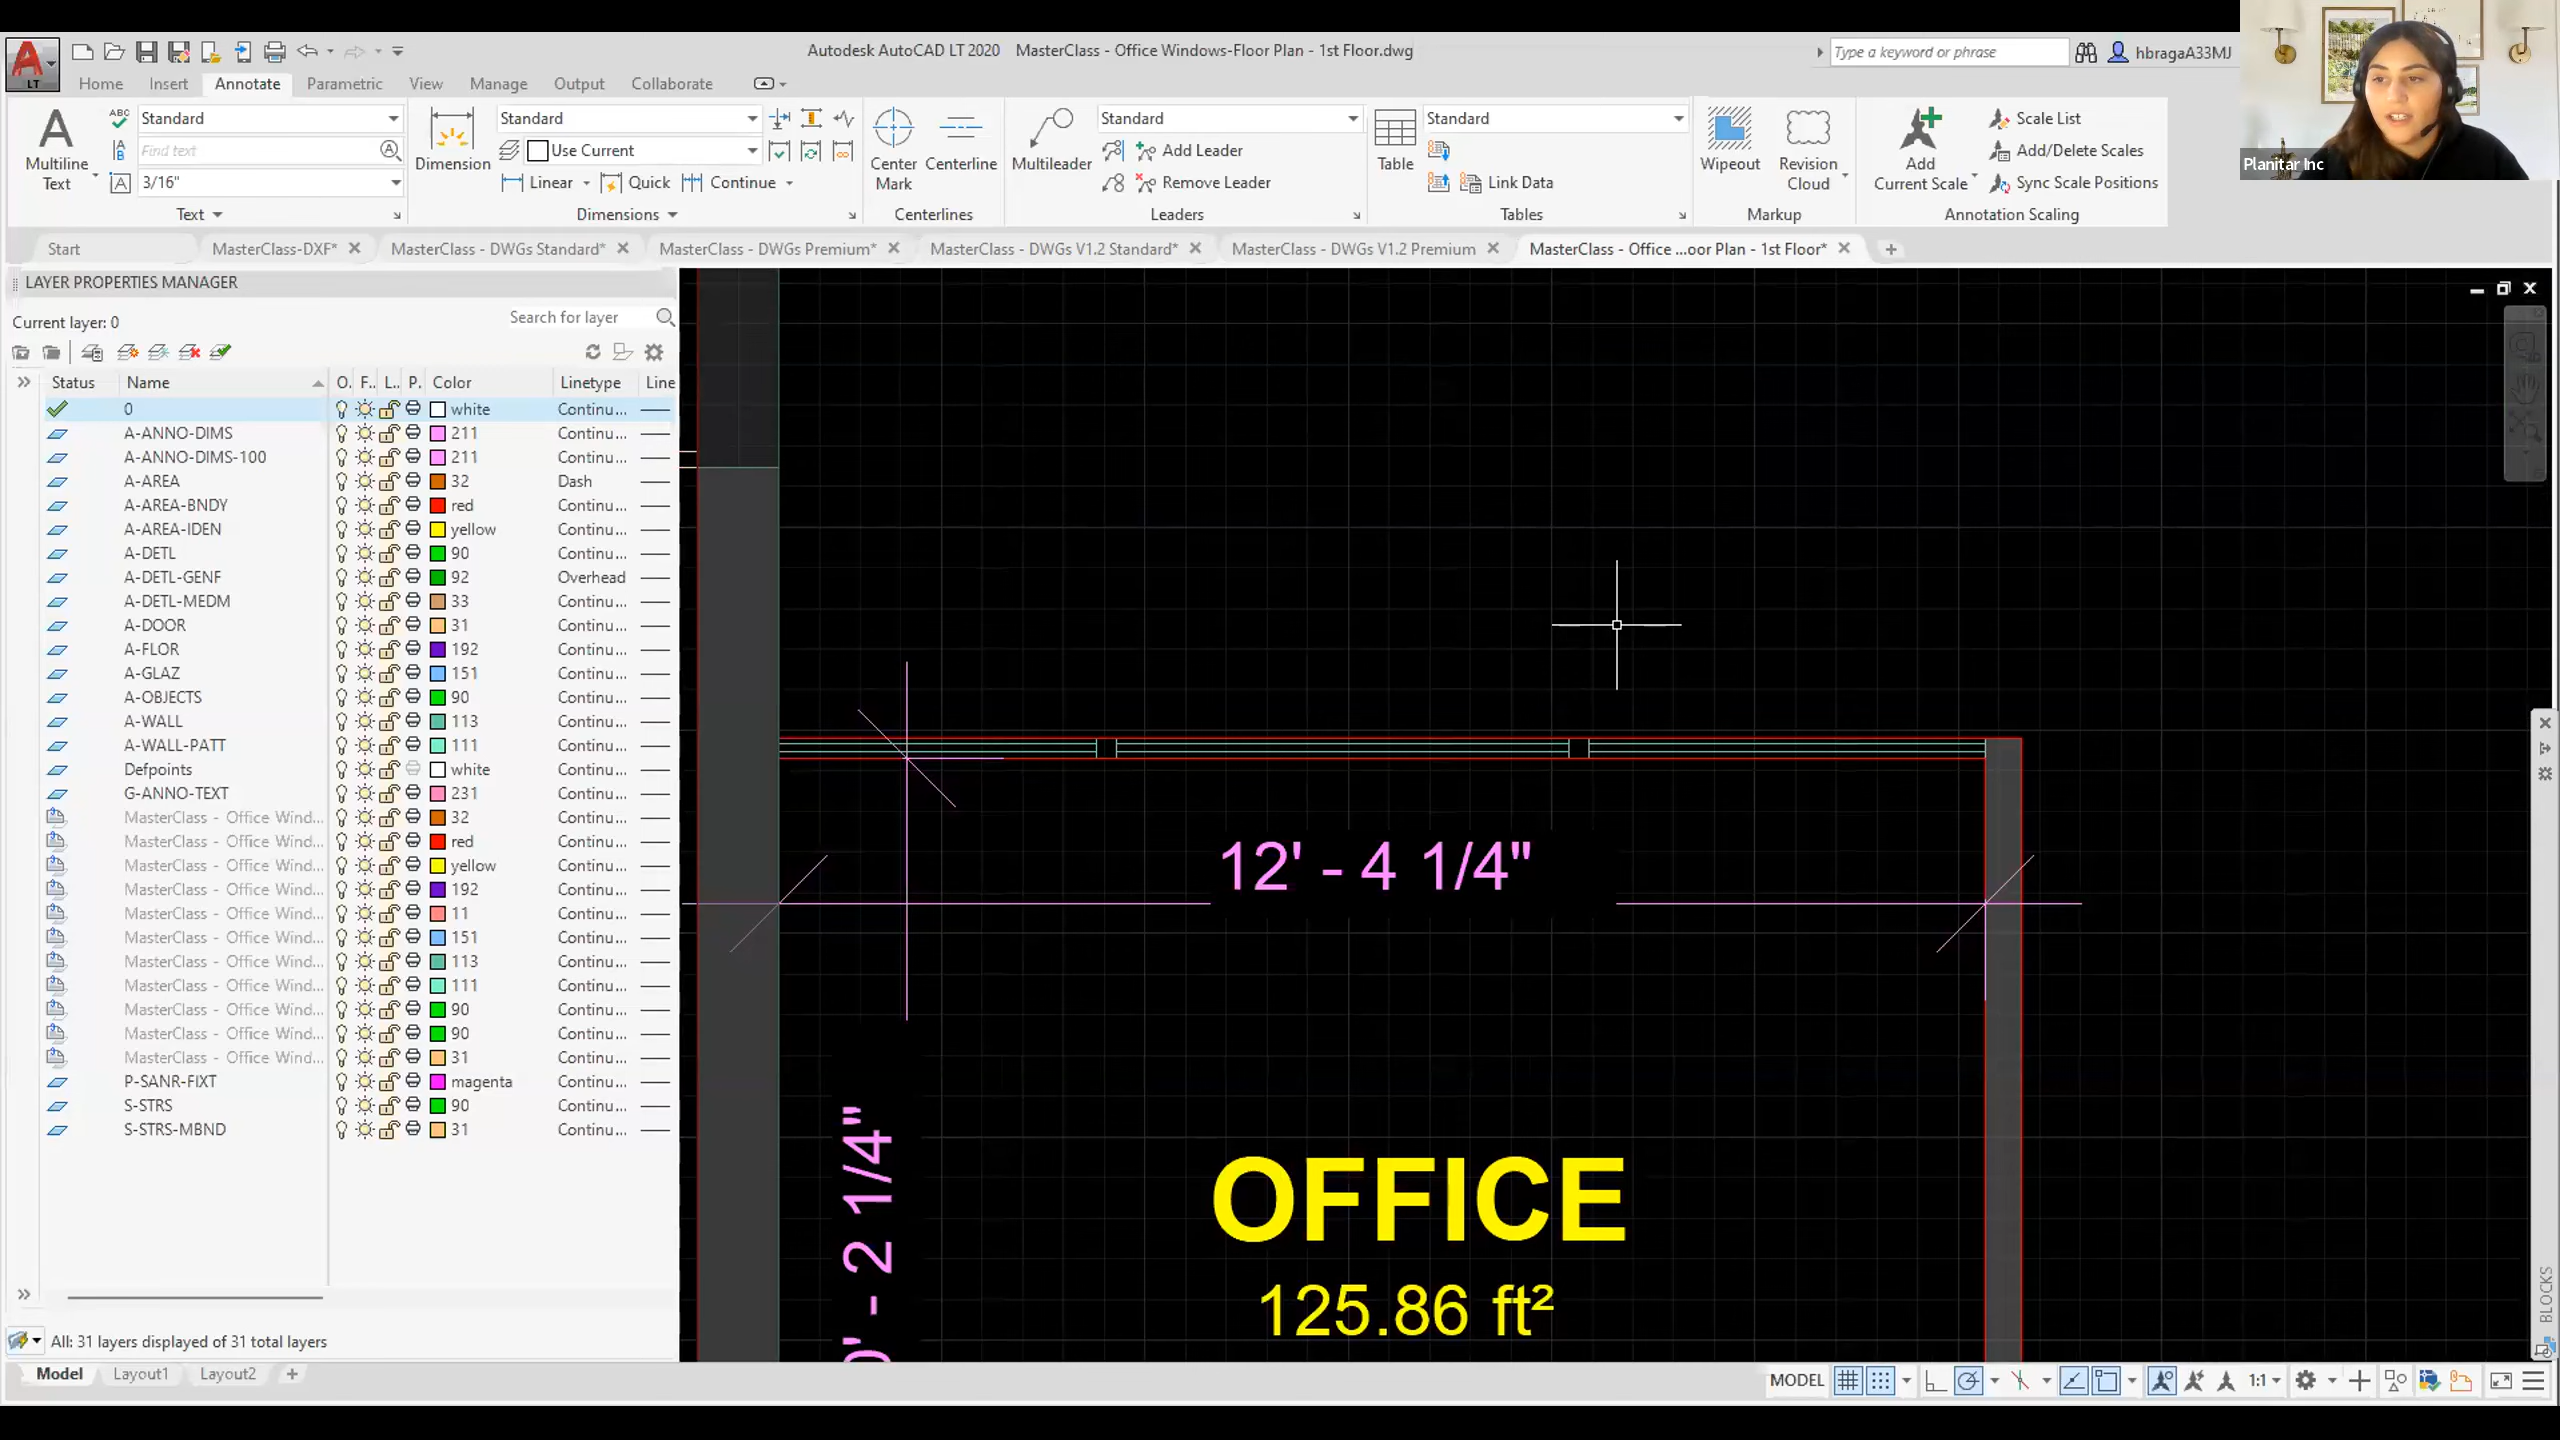 Autodesk AutoCAD LT 2020 MasterClass - Office Windows-Floor Plan - 1st Floor.dwg
Type a keyword or phrase
hbragaA33MJ
LT
Home Insert Annotate Parametric View Manage Output Collaborate
Planitar Inc
Multiline Text
ABC
Standard
Find text
3/16"
Text
Dimension
Standard
Use Current
Linear Quick Continue
Dimensions
Center Mark
Centerline
Centerlines
Multileader
Standard
Add Leader
Remove Leader
Leaders
Table
Standard
Link Data
Tables
Wipeout
Revision Cloud
Markup
Add Current Scale
Scale List
Add/Delete Scales
Sync Scale Positions
Annotation Scaling
Start MasterClass-DXF* MasterClass - DWGs Standard* MasterClass - DWGs Premium* MasterClass - DWGs V1.2 Standard* MasterClass - DWGs V1.2 Premium MasterClass - Office ...oor Plan - 1st Floor*
LAYER PROPERTIES MANAGER
Current layer: 0
Search for layer
Status Name O. F.. L.. P. Color Linetype Line
0 white Continu...
A-ANNO-DIMS 211 Continu...
A-ANNO-DIMS-100 211 Continu...
A-AREA 32 Dash
A-AREA-BNDY red Continu...
A-AREA-IDEN yellow Continu...
A-DETL 90 Continu...
A-DETL-GENF 92 Overhead
A-DETL-MEDM 33 Continu...
A-DOOR 31 Continu...
A-FLOR 192 Continu...
A-GLAZ 151 Continu...
A-OBJECTS 90 Continu...
A-WALL 113 Continu...
A-WALL-PATT 111 Continu...
Defpoints white Continu...
G-ANNO-TEXT 231 Continu...
MasterClass - Office Wind... 32 Continu...
MasterClass - Office Wind... red Continu...
MasterClass - Office Wind... yellow Continu...
MasterClass - Office Wind... 192 Continu...
MasterClass - Office Wind... 11 Continu...
MasterClass - Office Wind... 151 Continu...
MasterClass - Office Wind... 113 Continu...
MasterClass - Office Wind... 111 Continu...
MasterClass - Office Wind... 90 Continu...
MasterClass - Office Wind... 90 Continu...
MasterClass - Office Wind... 31 Continu...
P-SANR-FIXT magenta Continu...
S-STRS 90 Continu...
S-STRS-MBND 31 Continu...
All: 31 layers displayed of 31 total layers
12' - 4 1/4"
' - 2 1/4"
OFFICE
125.86 ft²
BLOCKS
Model Layout1 Layout2
MODEL
1:1